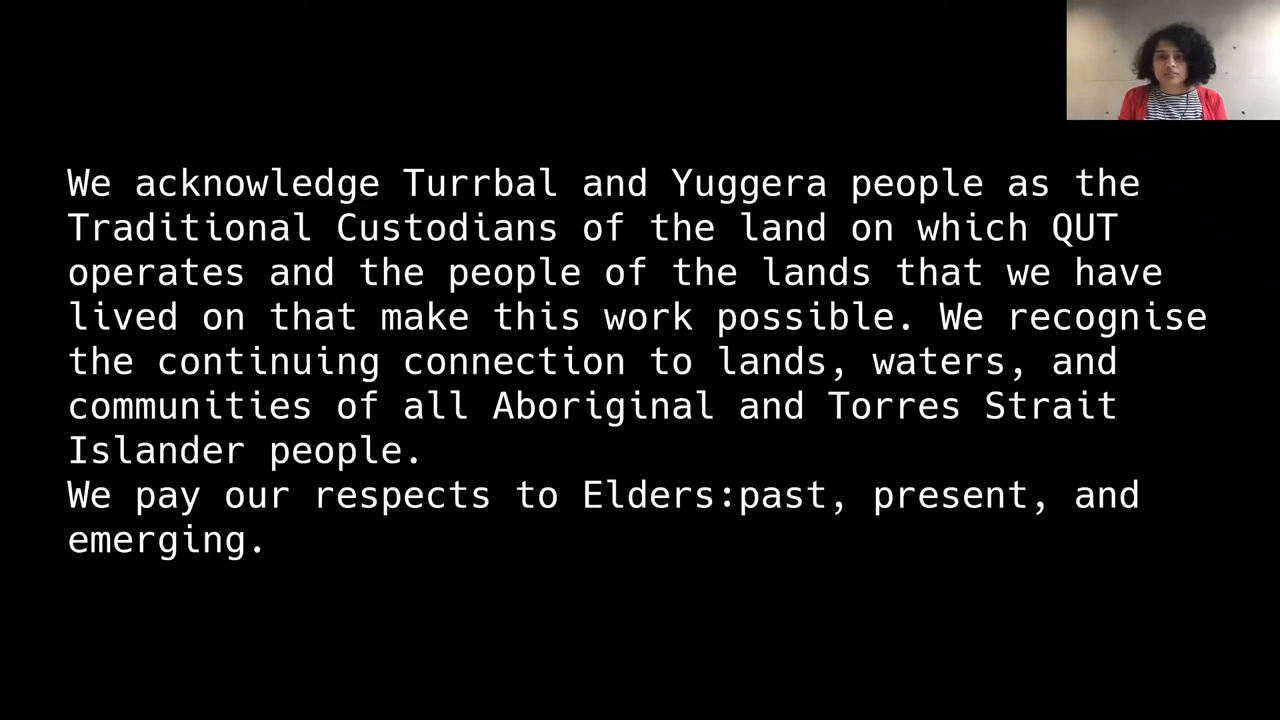 We acknowledge Turrbal and Yuggera people as the
Traditional Custodians of the land on which QUT
operates and the people of the lands that we have
lived on that make this work possible. We recognise
the continuing connection to lands, waters, and
communities of all Aboriginal and Torres Strait
Islander people.
We pay our respects to Elders:past, present, and
emerging.